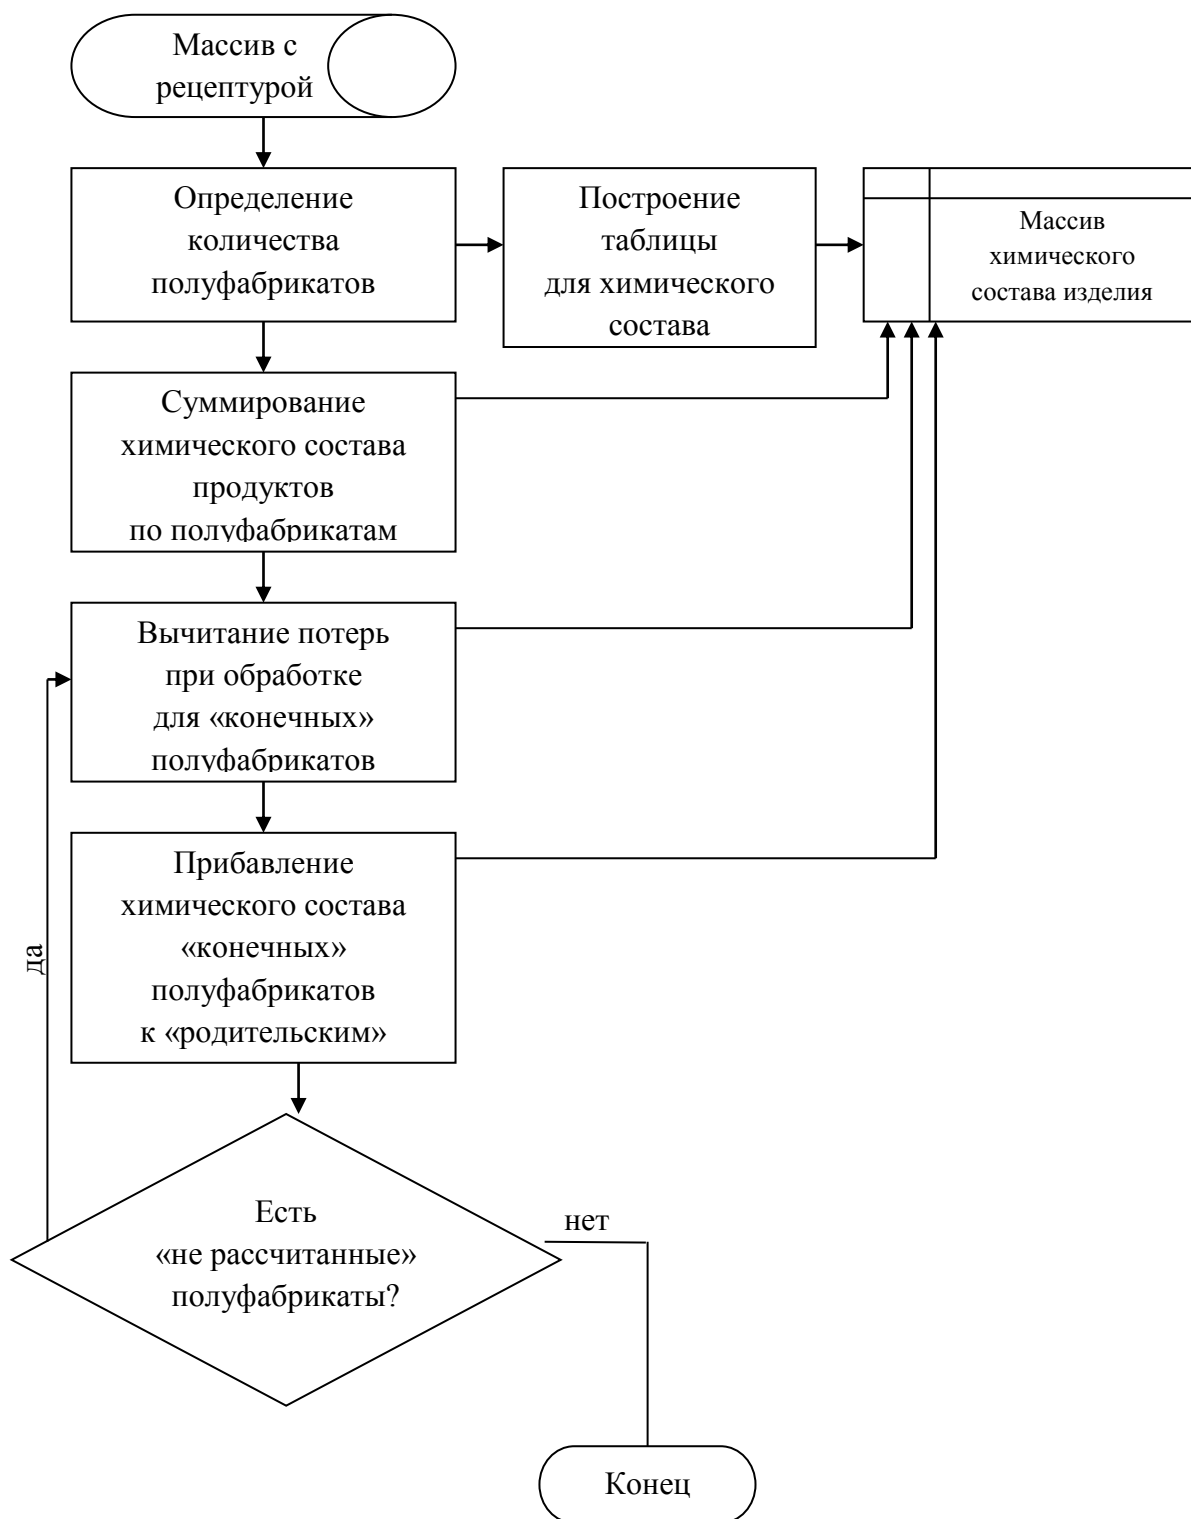 Массив с
рецептурой
Определение
количества
полуфабрикатов
Построение
таблицы
для химического
состава
Массив
химического
состава изделия
Суммирование
химического состава
продуктов
по полуфабрикатам
Вычитание потерь
при обработке
для «конечных»
полуфабрикатов
Прибавление
химического состава
«конечных»
полуфабрикатов
к «родительским»
да
Есть
«не рассчитанные»
полуфабрикаты?
нет
Конец